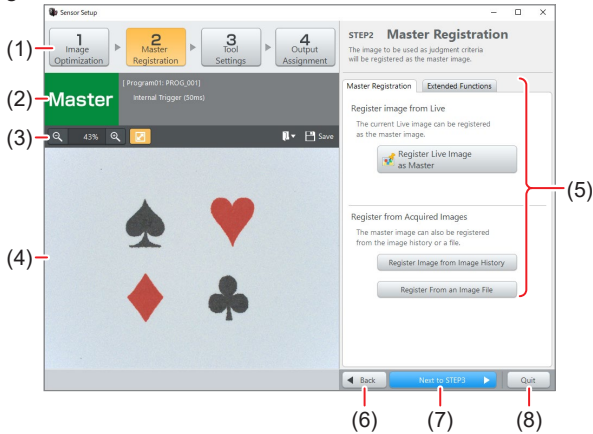 Sensor Setup
(1)
1
Image
Optimization
2
Master
Registration
3
Tool
Settings
4
Output
Assignment
STEP2 Master Registration
The image to be used as judgment criteria
will be registered as the master image.
(2)
Master
[ Program01: PROG_001]
Internal Trigger (50ms)
(3)
43%
Save
(4)
Master Registration
Extended Functions
Register image from Live
The current Live image can be registered
as the master image.
Register Live Image
as Master
(5)
Register from Acquired Images
The master image can also be registered
from the image history or a file.
Register Image from Image History
Register From an Image File
Back
Next to STEP3
Quit
(6)
(7)
(8)